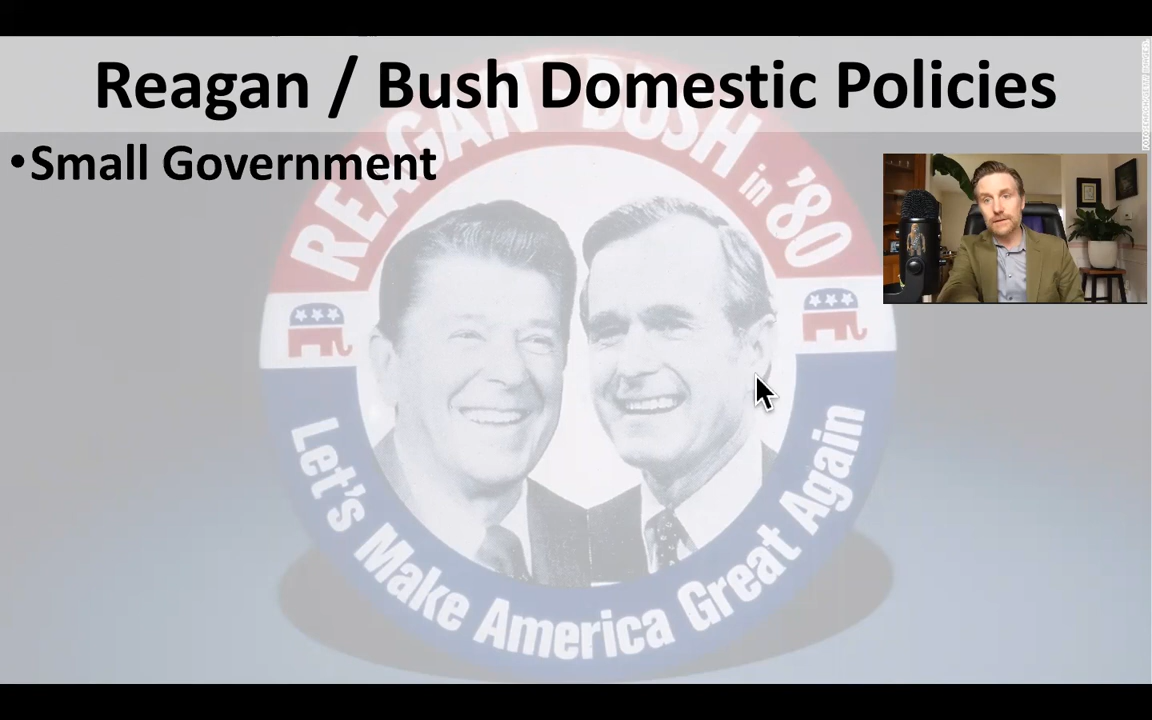 Reagan / Bush Domestic Policies
•Small Government
REAGAN BUSH in '80
Let's Make America Great Again